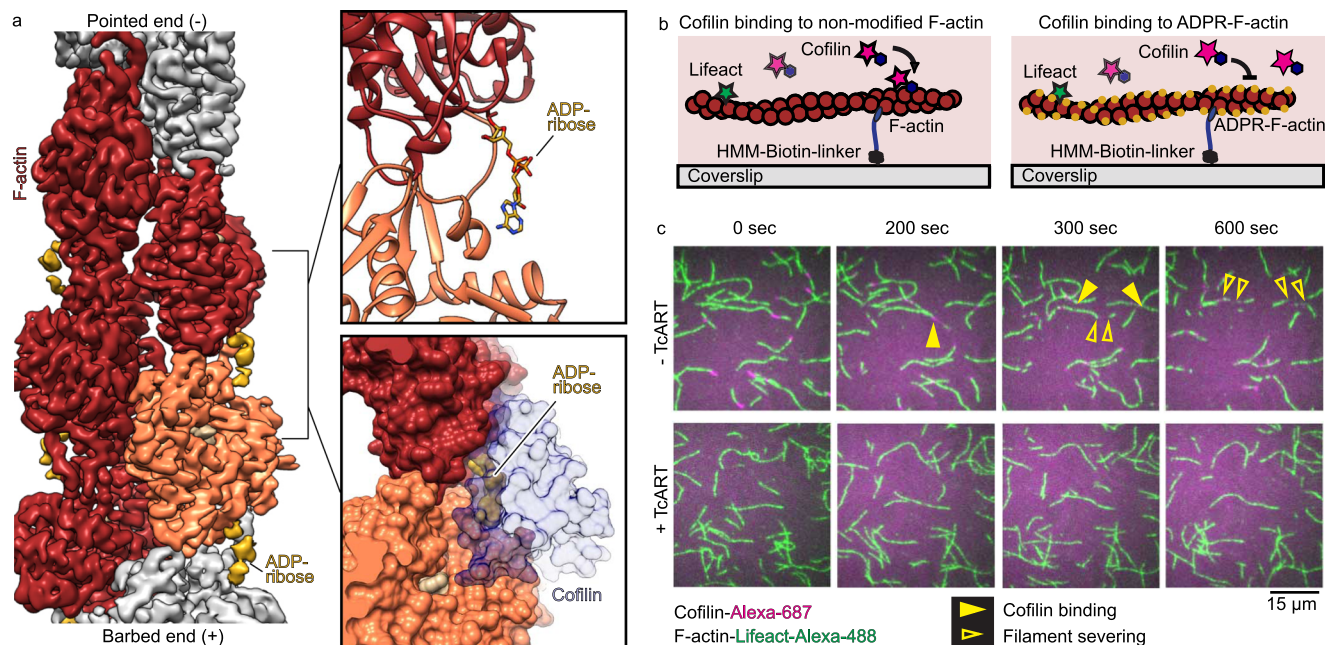 a
Pointed end (-)
F-actin
ADP-
ribose
Barbed end (+)
ADP-
ribose
ADP-
ribose
Cofilin
b
Cofilin binding to non-modified F-actin
Cofilin
Lifeact
F-actin
HMM-Biotin-linker
Coverslip
Cofilin binding to ADPR-F-actin
Cofilin
Lifeact
ADPR-F-actin
HMM-Biotin-linker
Coverslip
c
0 sec
200 sec
300 sec
600 sec
- TcART
+ TcART
Cofilin-Alexa-687
F-actin-Lifeact-Alexa-488
Cofilin binding
Filament severing
15 μm